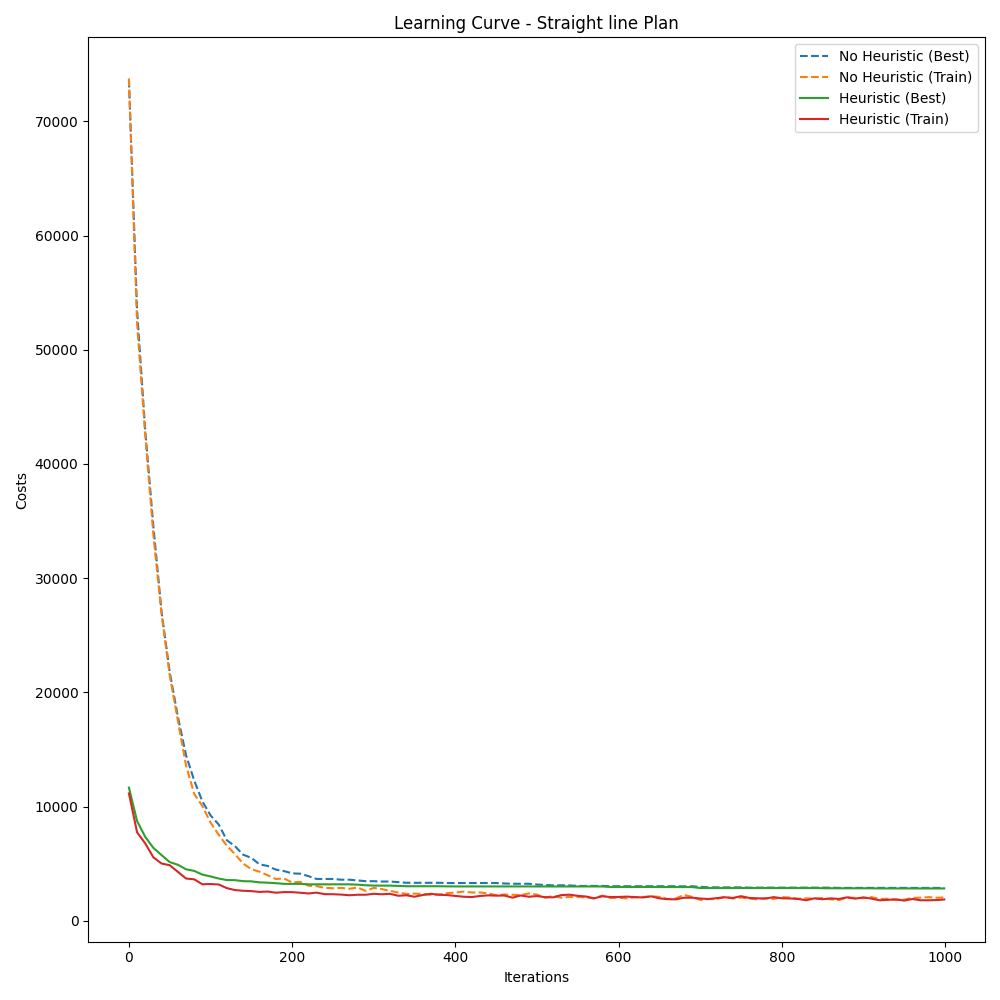 Learning Curve - Straight line Plan
No Heuristic (Best)
No Heuristic (Train)
Heuristic (Best)
Heuristic (Train)
Costs
70000
60000
50000
40000
30000
20000
10000
0
0 200 400 600 800 1000
Iterations